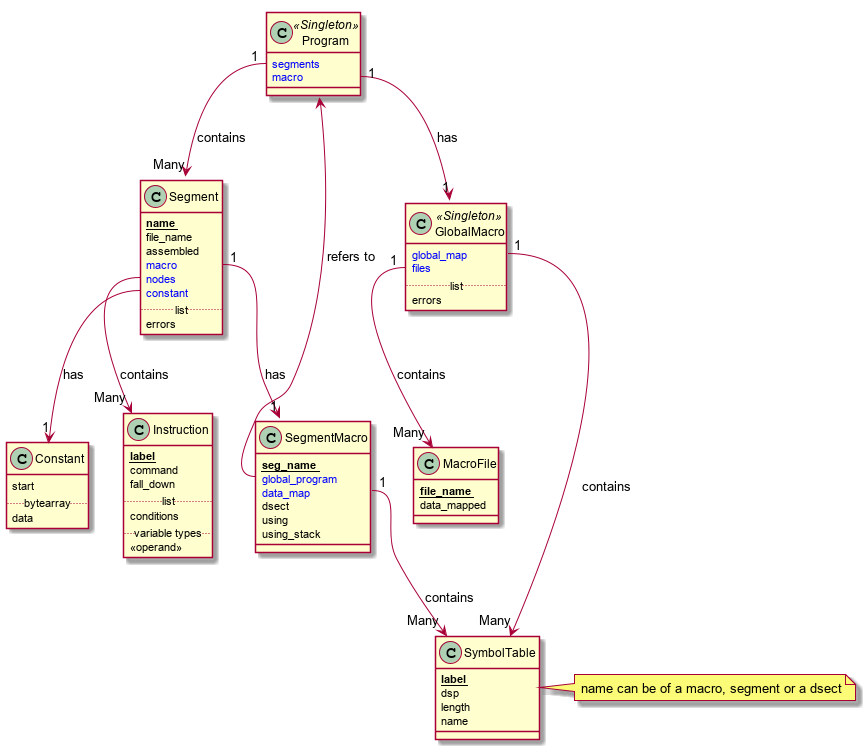 C
«Singleton»
Program
segments
macro
1
1
contains
has
Many
1
C
Segment
name
file_name
assembled
macro
nodes
constant
list
errors
1
C
«Singleton»
GlobalMacro
global_map
files
list
errors
1
1
refers to
has
contains
has
contains
contains
1
Many
1
Many
C
Constant
start
bytearray
data
C
Instruction
label
command
fall_down
list
conditions
variable types
«operand»
C
SegmentMacro
seg_name
global_program
data_map
dsect
using
using_stack
1
C
MacroFile
file_name
data_mapped
contains
Many
Many
C
SymbolTable
label
dsp
length
name
name can be of a macro, segment or a dsect